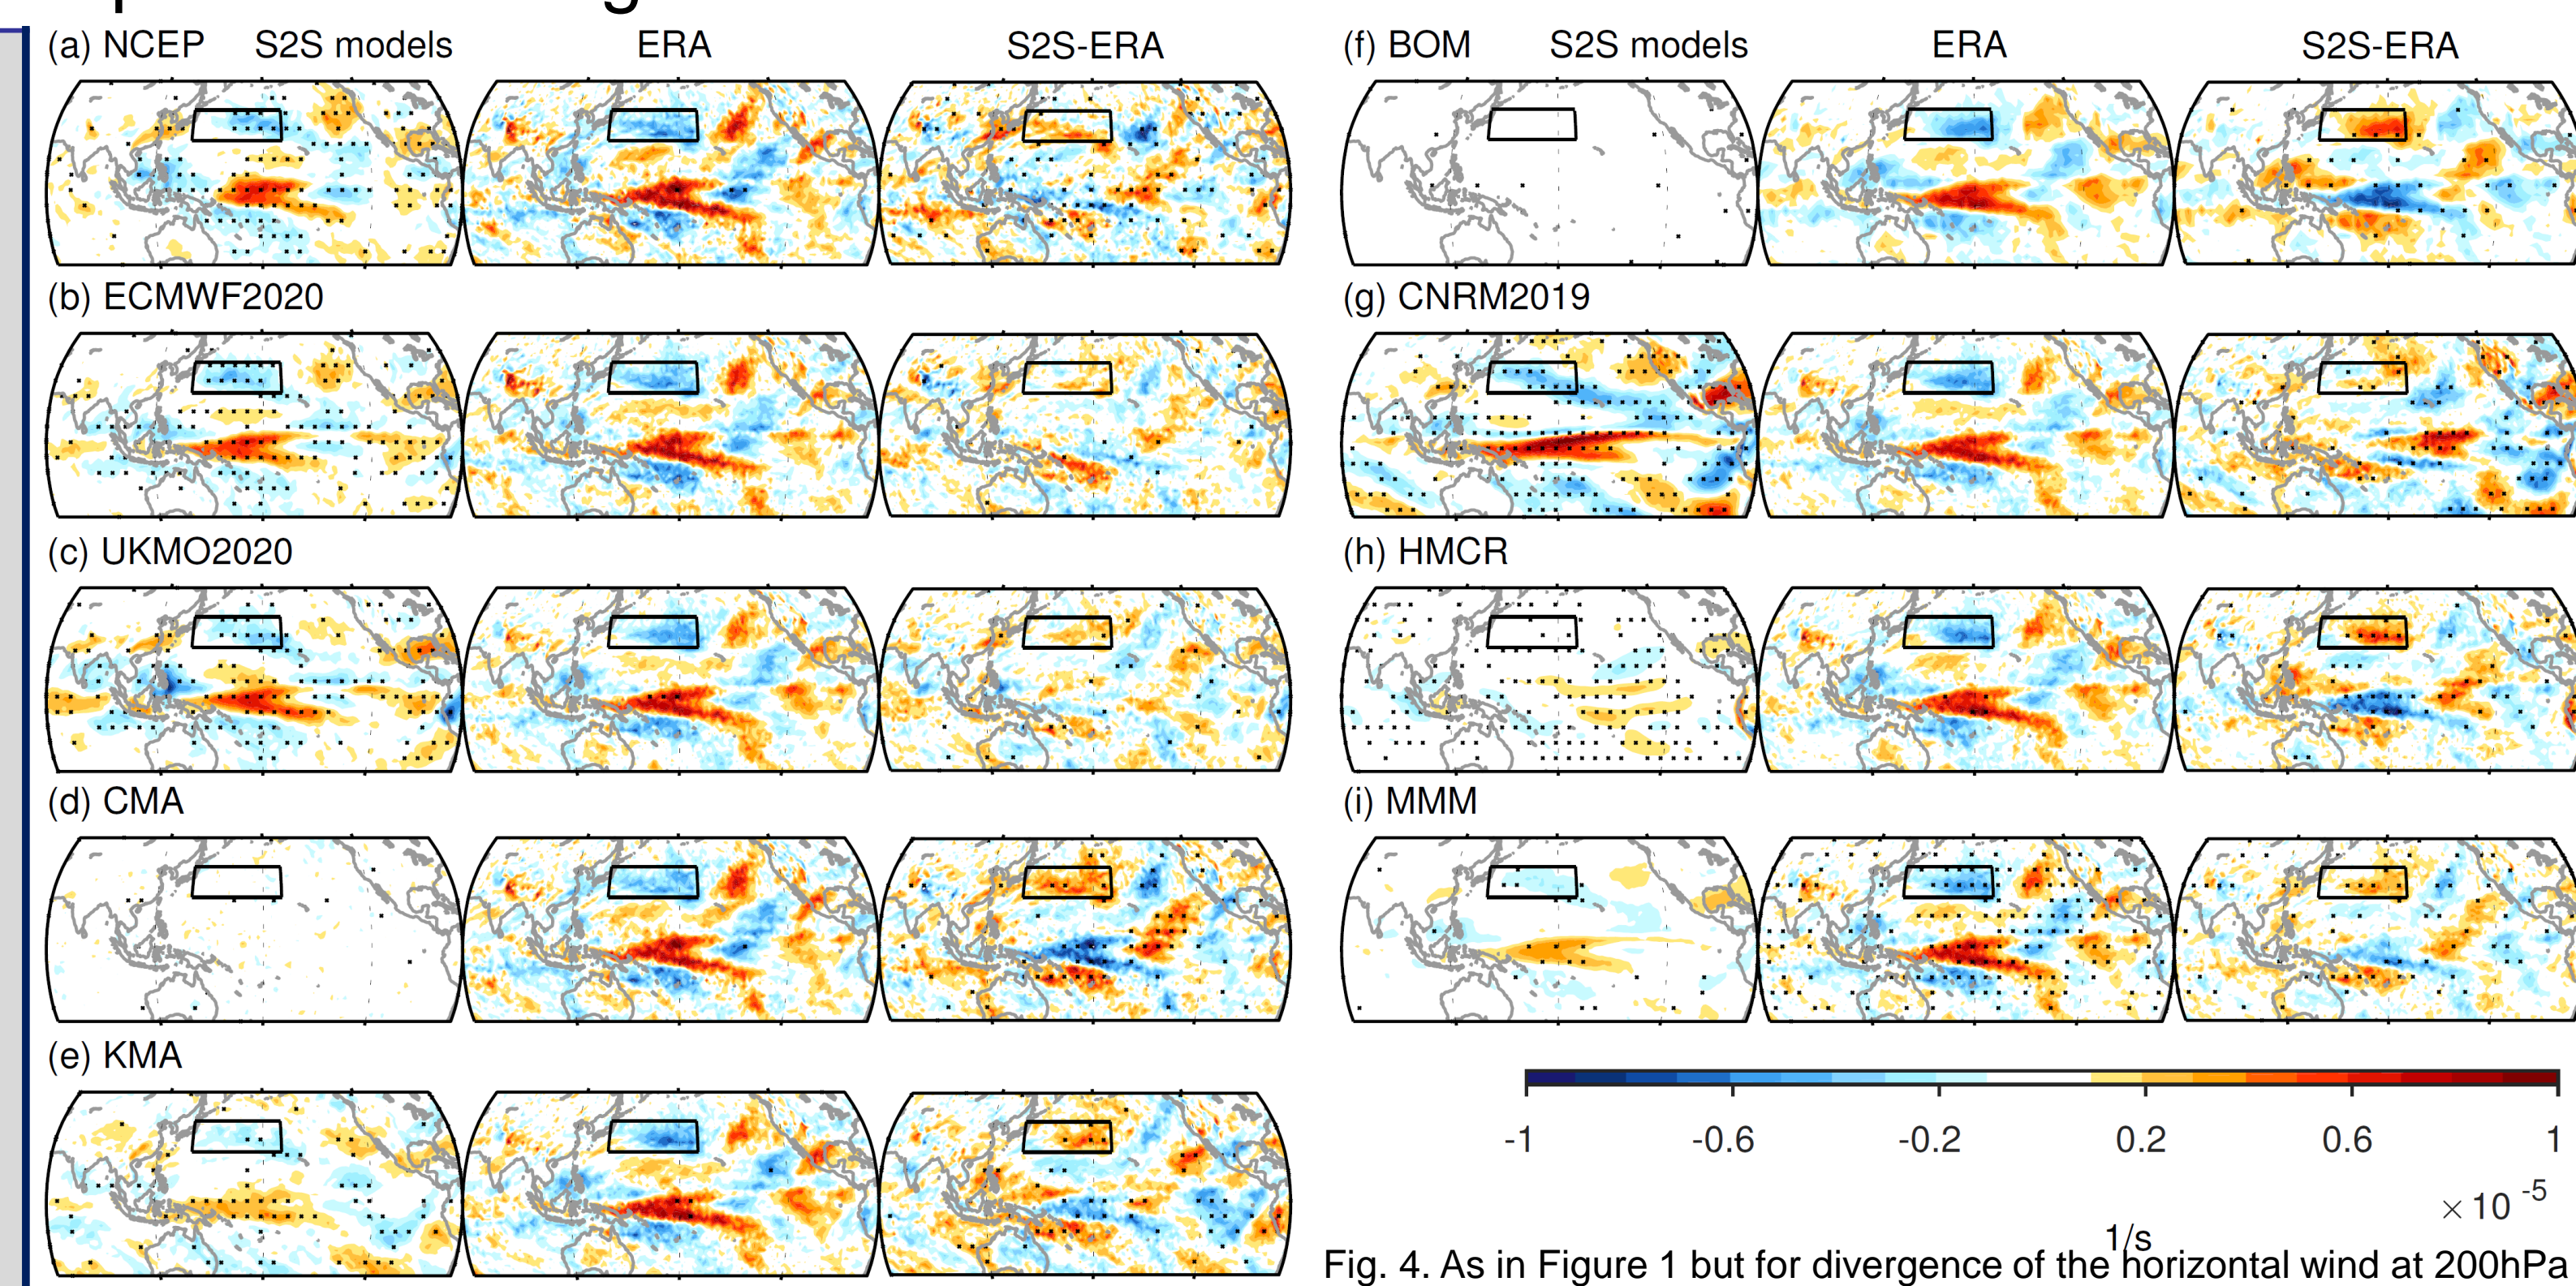 (a) NCEP S2S models ERA S2S-ERA
(b) ECMWF2020
(c) UKMO2020
(d) CMA
(e) KMA
(f) BOM S2S models ERA S2S-ERA
(g) CNRM2019
(h) HMCR
(i) MMM
-1 -0.6 -0.2 0.2 0.6 1
× 10 -5
1/s
Fig. 4. As in Figure 1 but for divergence of the horizontal wind at 200hPa